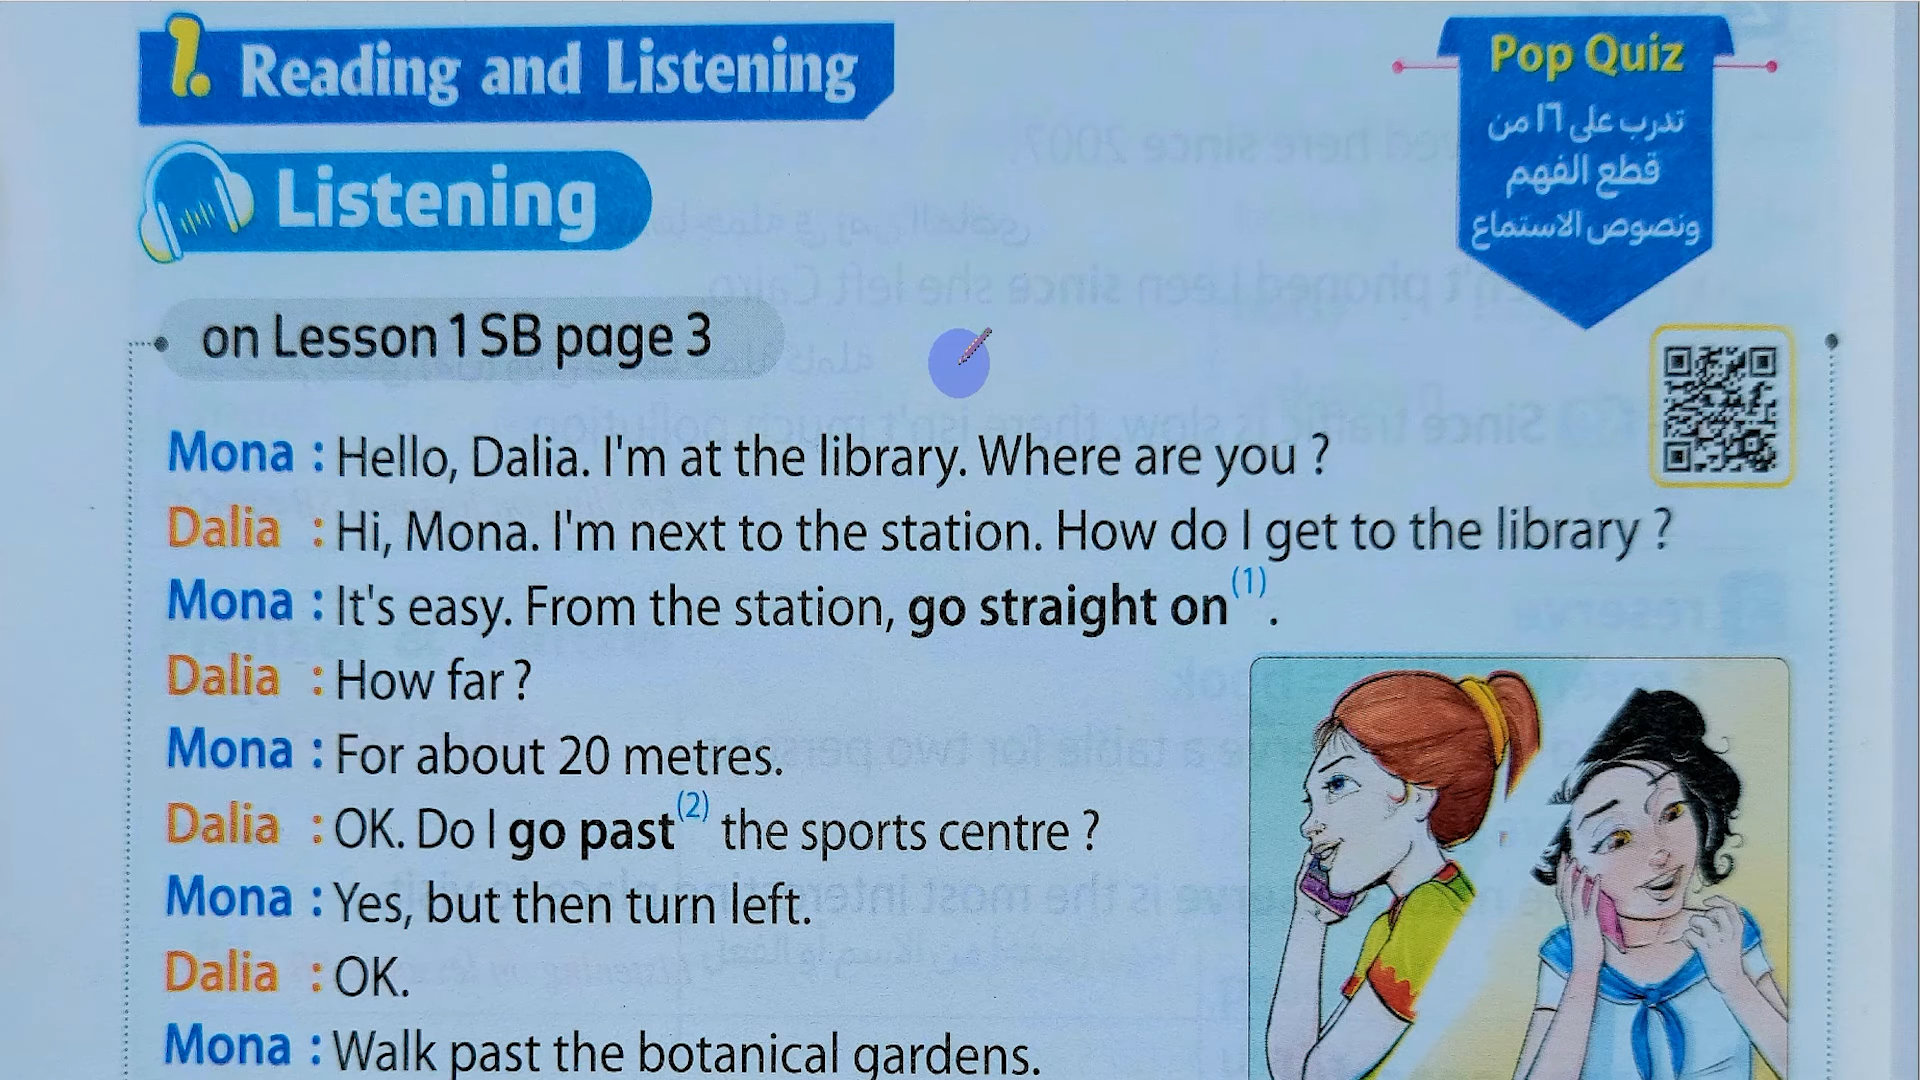 1. Reading and Listening
Listening
Pop Quiz
تدرب على ١٦ من
قطع الفهم
ونصوص الاستماع
on Lesson 1 SB page 3
Mona : Hello, Dalia. I'm at the library. Where are you ?
Dalia : Hi, Mona. I'm next to the station. How do I get to the library ?
Mona : It's easy. From the station, go straight on(1).
Dalia : How far ?
Mona : For about 20 metres.
Dalia : OK. Do I go past(2) the sports centre ?
Mona : Yes, but then turn left.
Dalia : OK.
Mona : Walk past the botanical gardens.